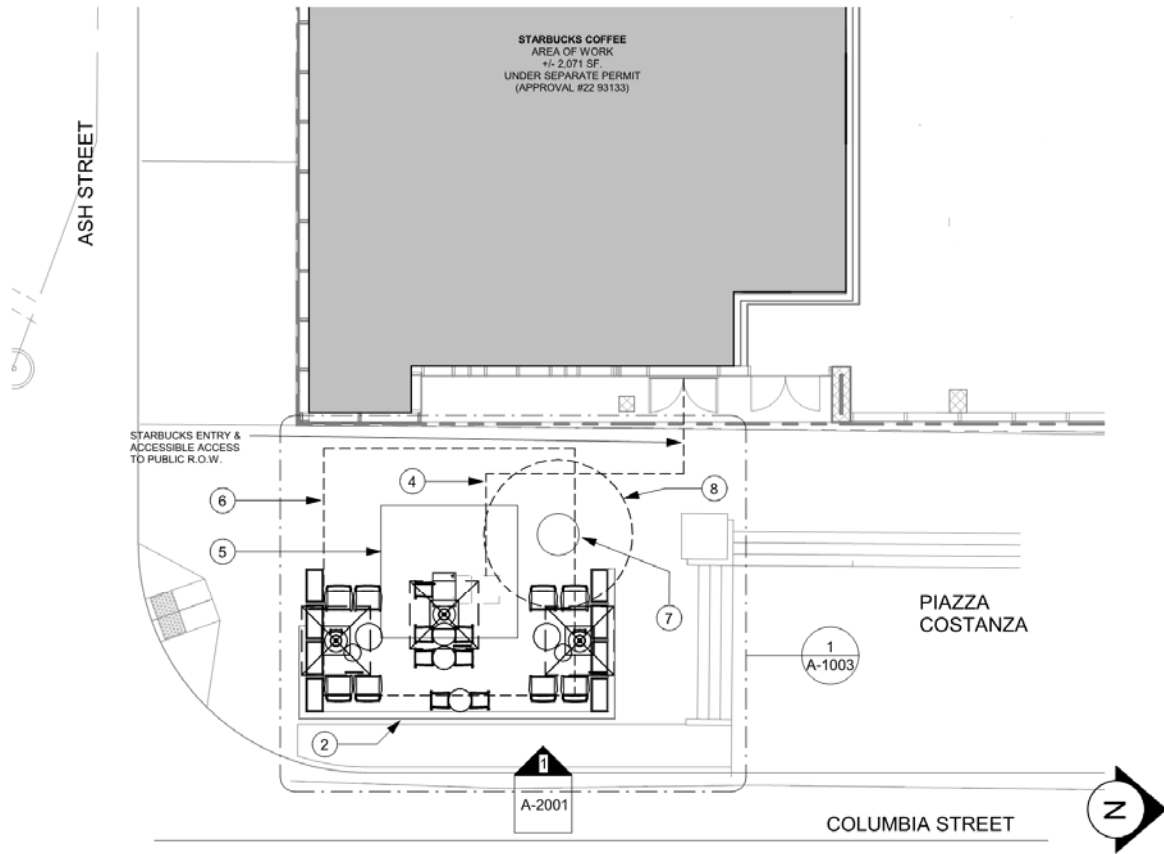 STARBUCKS COFFEE
AREA OF WORK
+/- 2,071 SF.
UNDER SEPARATE PERMIT
(APPROVAL #22 93133)
ASH STREET
STARBUCKS ENTRY &
ACCESSIBLE ACCESS
TO PUBLIC R.O.W.
4
8
6
5
7
PIAZZA
COSTANZA
1
A-1003
2
1
A-2001
COLUMBIA STREET
N